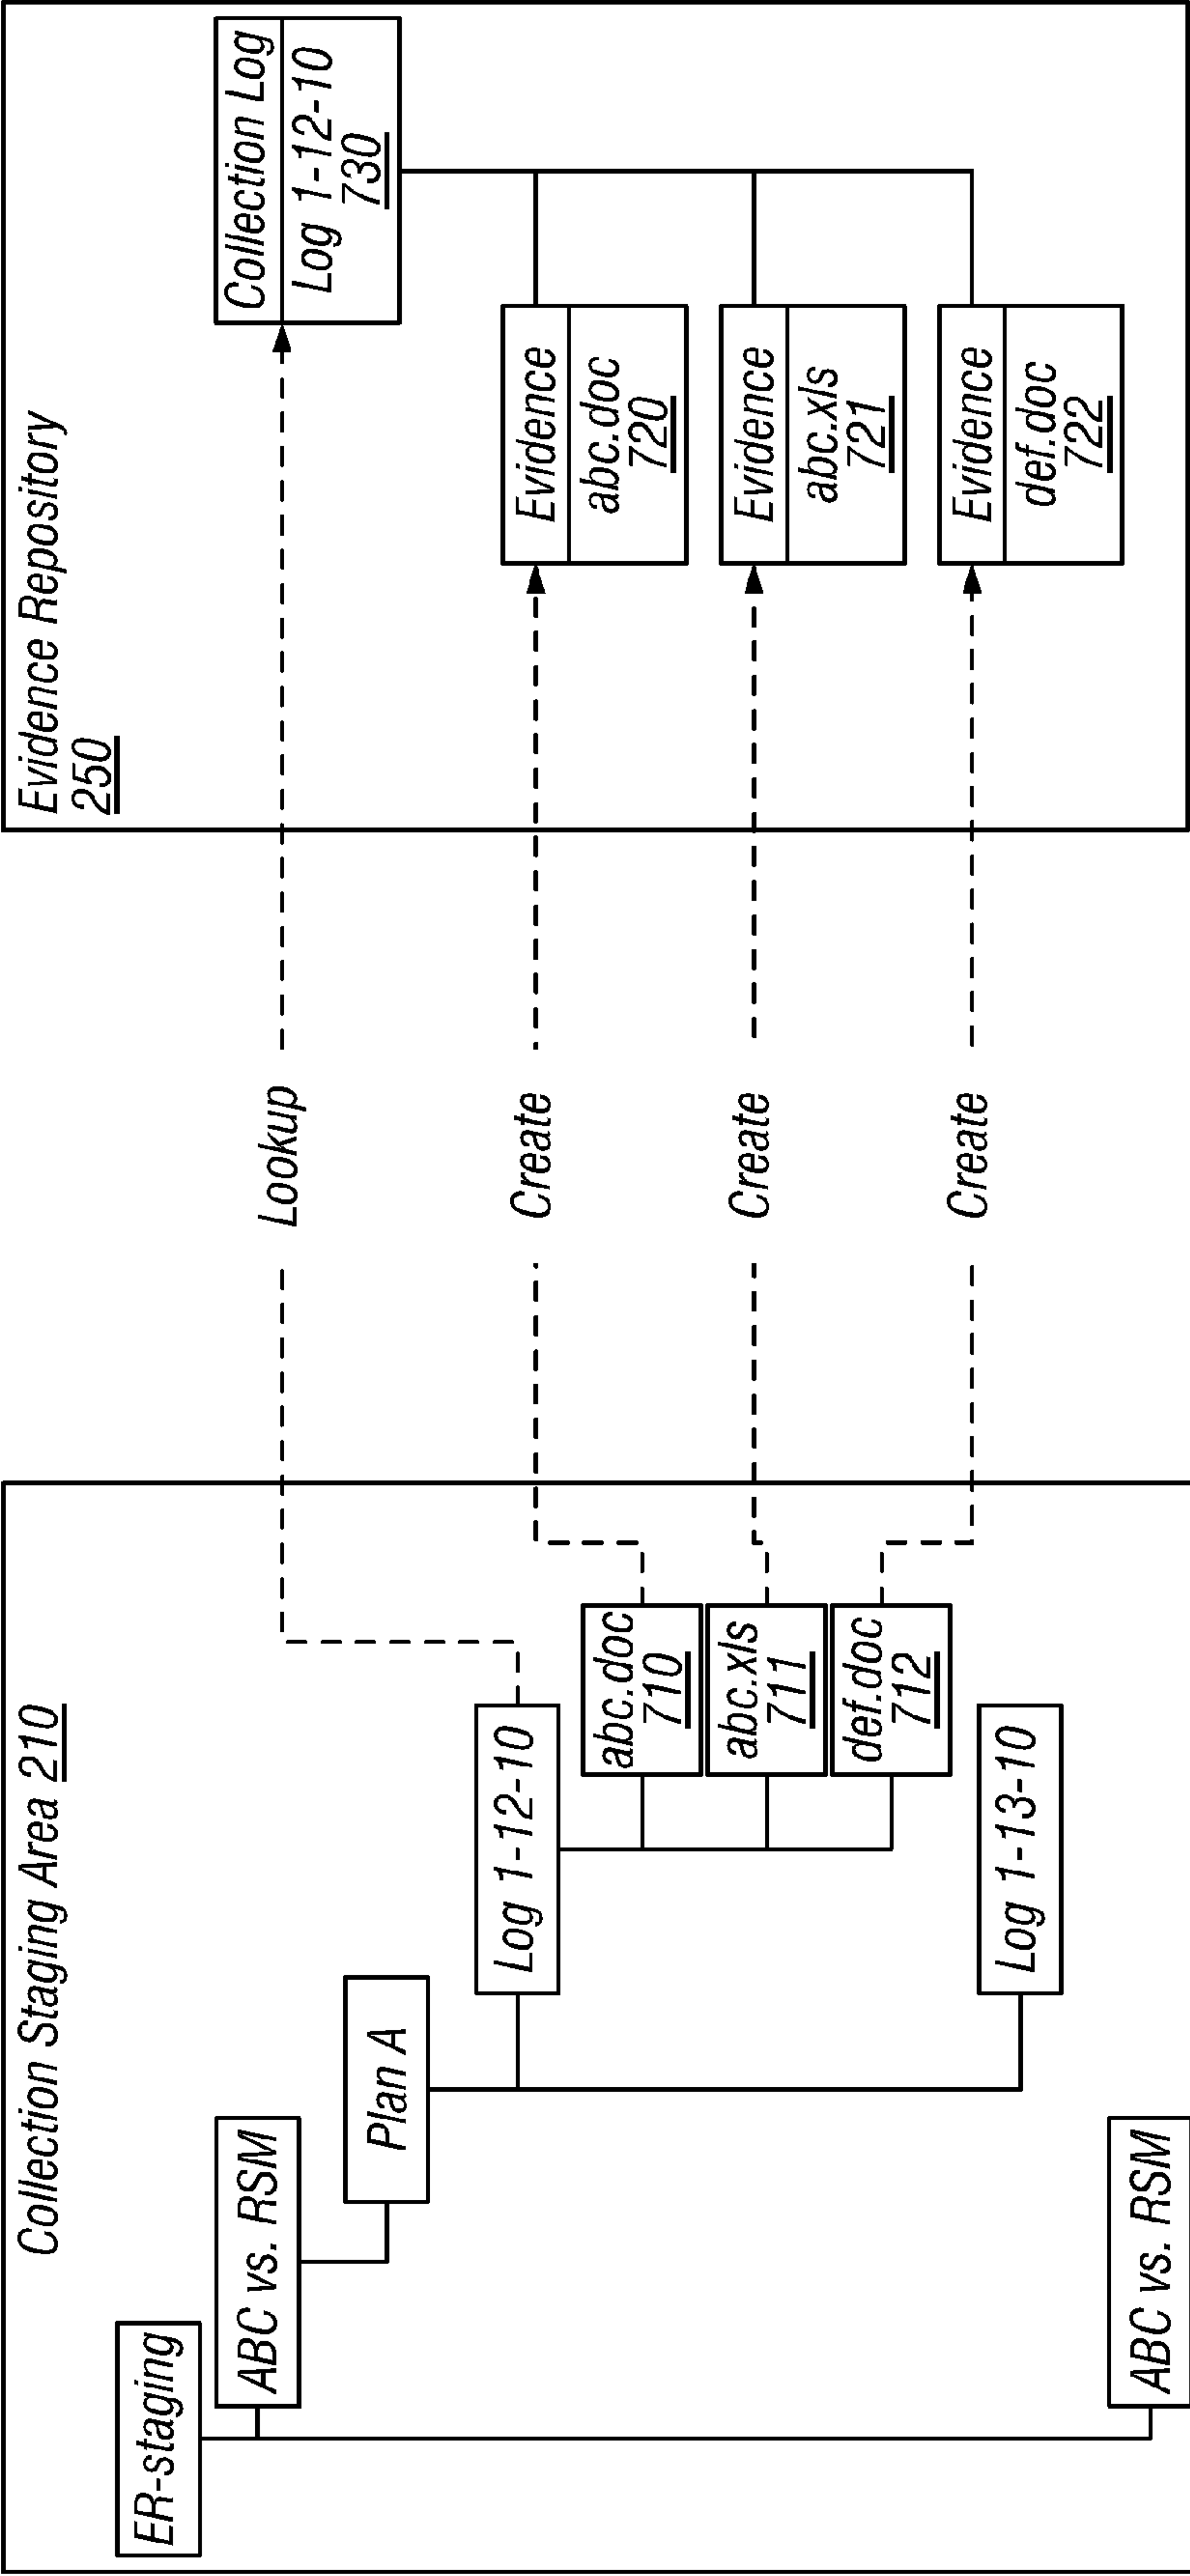 Collection Staging Area 210
ER-staging
ABC vs. RSM
Plan A
Log 1-12-10
abc.doc
710
abc.xls
711
def.doc
712
Log 1-13-10
ABC vs. RSM
Lookup
Create
Create
Create
Evidence Repository
250
Collection Log
Log 1-12-10
730
Evidence
abc.doc
720
Evidence
abc.xls
721
Evidence
def.doc
722